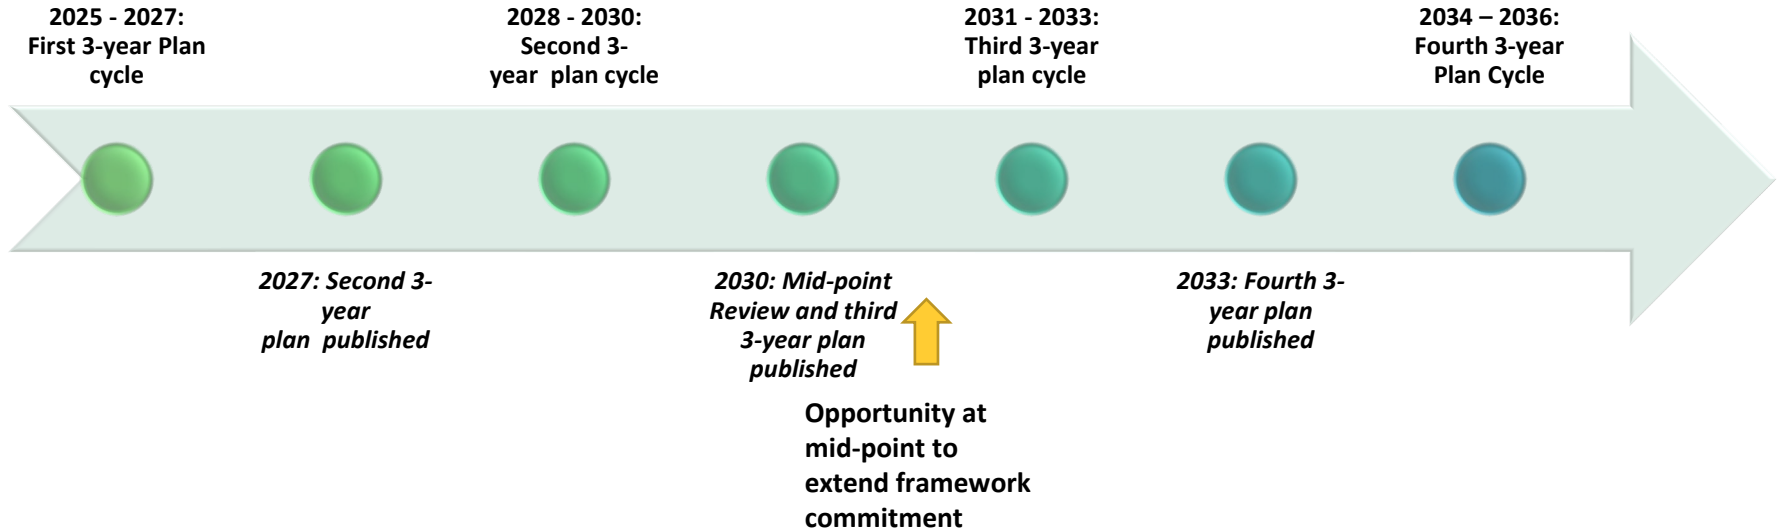 2025 - 2027:
First 3-year Plan
cycle
2028 - 2030:
Second 3-
year  plan cycle
2031 - 2033:
Third 3-year
plan cycle
2034 – 2036:
Fourth 3-year
Plan Cycle
2027: Second 3-
year
plan  published
2030: Mid-point
Review and third
3-year plan
published
2033: Fourth 3-
year plan
published
Opportunity at
mid-point to
extend framework
commitment